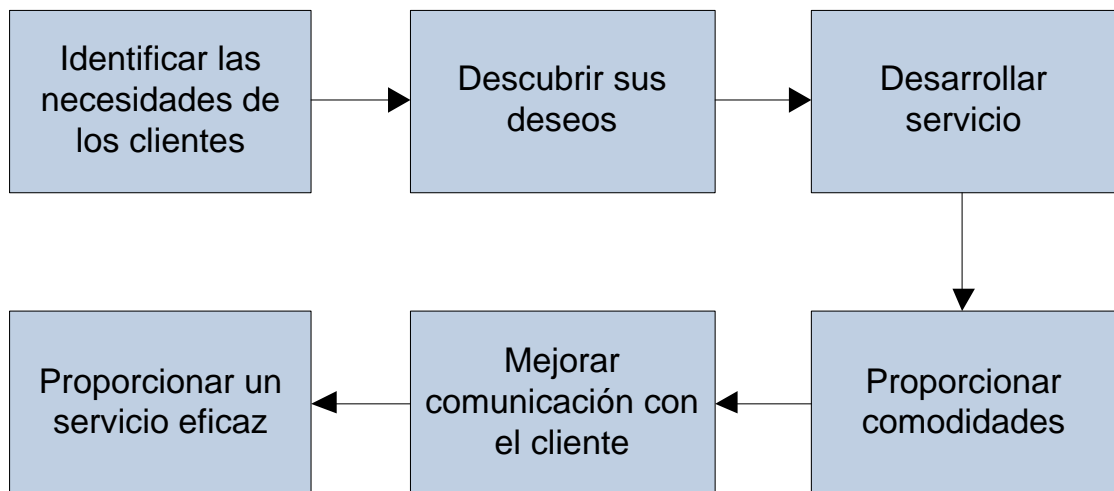 Identificar las
necesidades de
los clientes
Descubrir sus
deseos
Desarrollar
servicio
Proporcionar
comodidades
Mejorar
comunicación con
el cliente
Proporcionar un
servicio eficaz